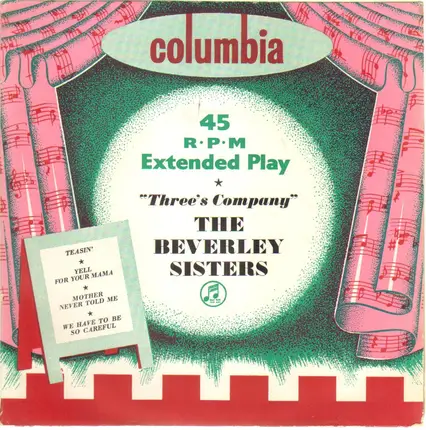 columbia
45
R·P·M
Extended Play
★
"Three's Company"
THE
BEVERLEY
SISTERS
TEASIN'
★
YELL
FOR YOUR MAMA
★
MOTHER
NEVER TOLD ME
★
WE HAVE TO BE
SO CAREFUL